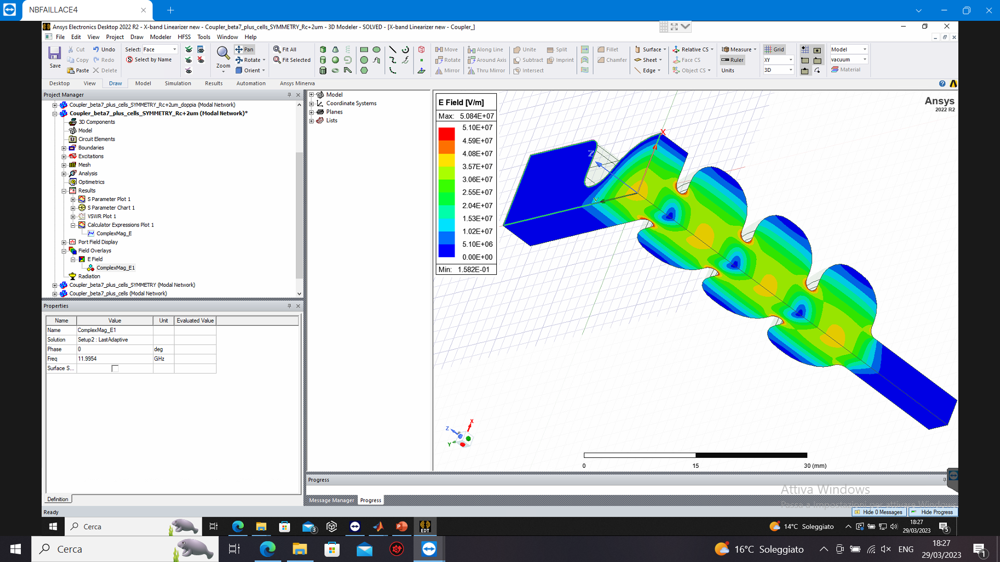 NBFAILLACE4
Ansys Electronics Desktop 2022 R2 - X-band Linearizer new - Coupler_beta7_plus_cells_SYMMETRY_Rc+2um - 3D Modeler - SOLVED - [X-band Linearizer new - Coupler_]
File Edit View Project Draw Modeler HFSS Tools Window Help
Save
Cut Undo
Copy Redo
Paste Delete
Select: Face
Select by Name
Zoom
Pan
Rotate
Orient
Fit All
Fit Selected
Move Along Line Unite Split Fillet Surface Relative CS Measure Grid Model
Rotate Around Axis Subtract Imprint Chamfer Sheet Face CS Ruler XY vacuum
Mirror Thru Mirror Intersect Edge Object CS Units 3D Material
Desktop View Draw Model Simulation Results Automation Ansys Minerva
Project Manager
Coupler_beta7_plus_cells_SYMMETRY_Rc+2um_doppia (Modal Network)
Coupler_beta7_plus_cells_SYMMETRY_Rc+2um (Modal Network)*
3D Components
Model
Circuit Elements
Boundaries
Excitations
Mesh
Analysis
Optimetrics
Results
S Parameter Plot 1
S Parameter Chart 1
VSWR Plot 1
Calculator Expressions Plot 1
ComplexMag_E
Port Field Display
Field Overlays
E Field
ComplexMag_E1
Radiation
Coupler_beta7_plus_cells_SYMMETRY (Modal Network)
Coupler_beta7_plus_cells (Modal Network)
Properties
Name Value Unit Evaluated Value
Name ComplexMag_E1
Solution Setup2 : LastAdaptive
Phase 0 deg
Freq 11.9954 GHz
Surface S...
Definition
Model
Coordinate Systems
Planes
Lists
E Field [V/m]
Max: 5.084E+07
5.10E+07
4.59E+07
4.08E+07
3.57E+07
3.06E+07
2.55E+07
2.04E+07
1.53E+07
1.02E+07
5.10E+06
0.00E+00
Min: 1.582E-01
Ansys
2022 R2
X
Z
Y
X
Z
Y
0 15 30 (mm)
Progress
Attiva Windows
Message Manager Progress
Ready
Hide 0 Messages Hide Progress
Cerca
3
EDT
14°C Soleggiato
18:27
29/03/2023
5
Cerca
16°C Soleggiato
ENG
18:27
29/03/2023
1